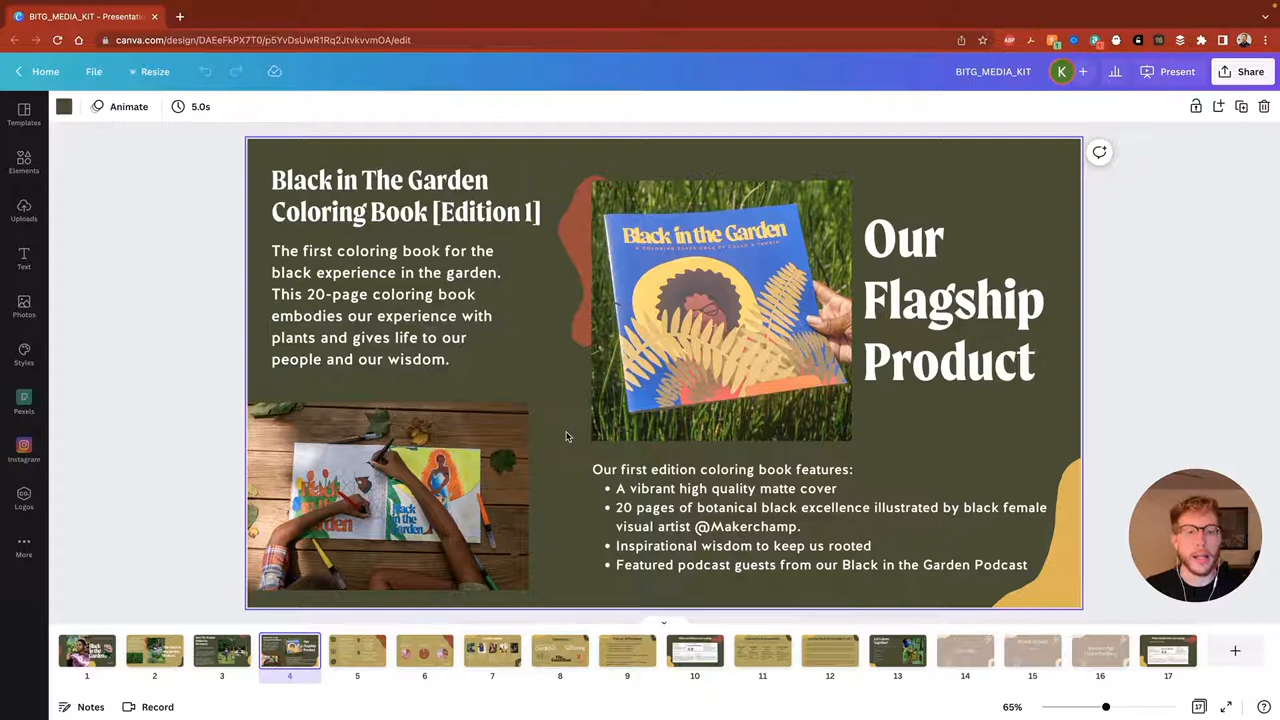 BITG_MEDIA_KIT - Presentatio
canva.com/design/DAEeFkPX7T0/p5YvDsUwR1Rq2JtvkvvmOA/edit
Home
File
Resize
BITG_MEDIA_KIT
K
Present
Share
Animate
5.0s
Templates
Elements
Uploads
Text
Photos
Styles
Pexels
Instagram
Logos
More
Black in The Garden
Coloring Book [Edition 1]
The first coloring book for the
black experience in the garden.
This 20-page coloring book
embodies our experience with
plants and gives life to our
people and our wisdom.
Black in the Garden
Our
Flagship
Product
Our first edition coloring book features:
• A vibrant high quality matte cover
• 20 pages of botanical black excellence illustrated by black female
visual artist @Makerchamp.
• Inspirational wisdom to keep us rooted
• Featured podcast guests from our Black in the Garden Podcast
1
2
3
4
5
6
7
8
9
10
11
12
13
14
15
16
17
Notes
Record
65%
17